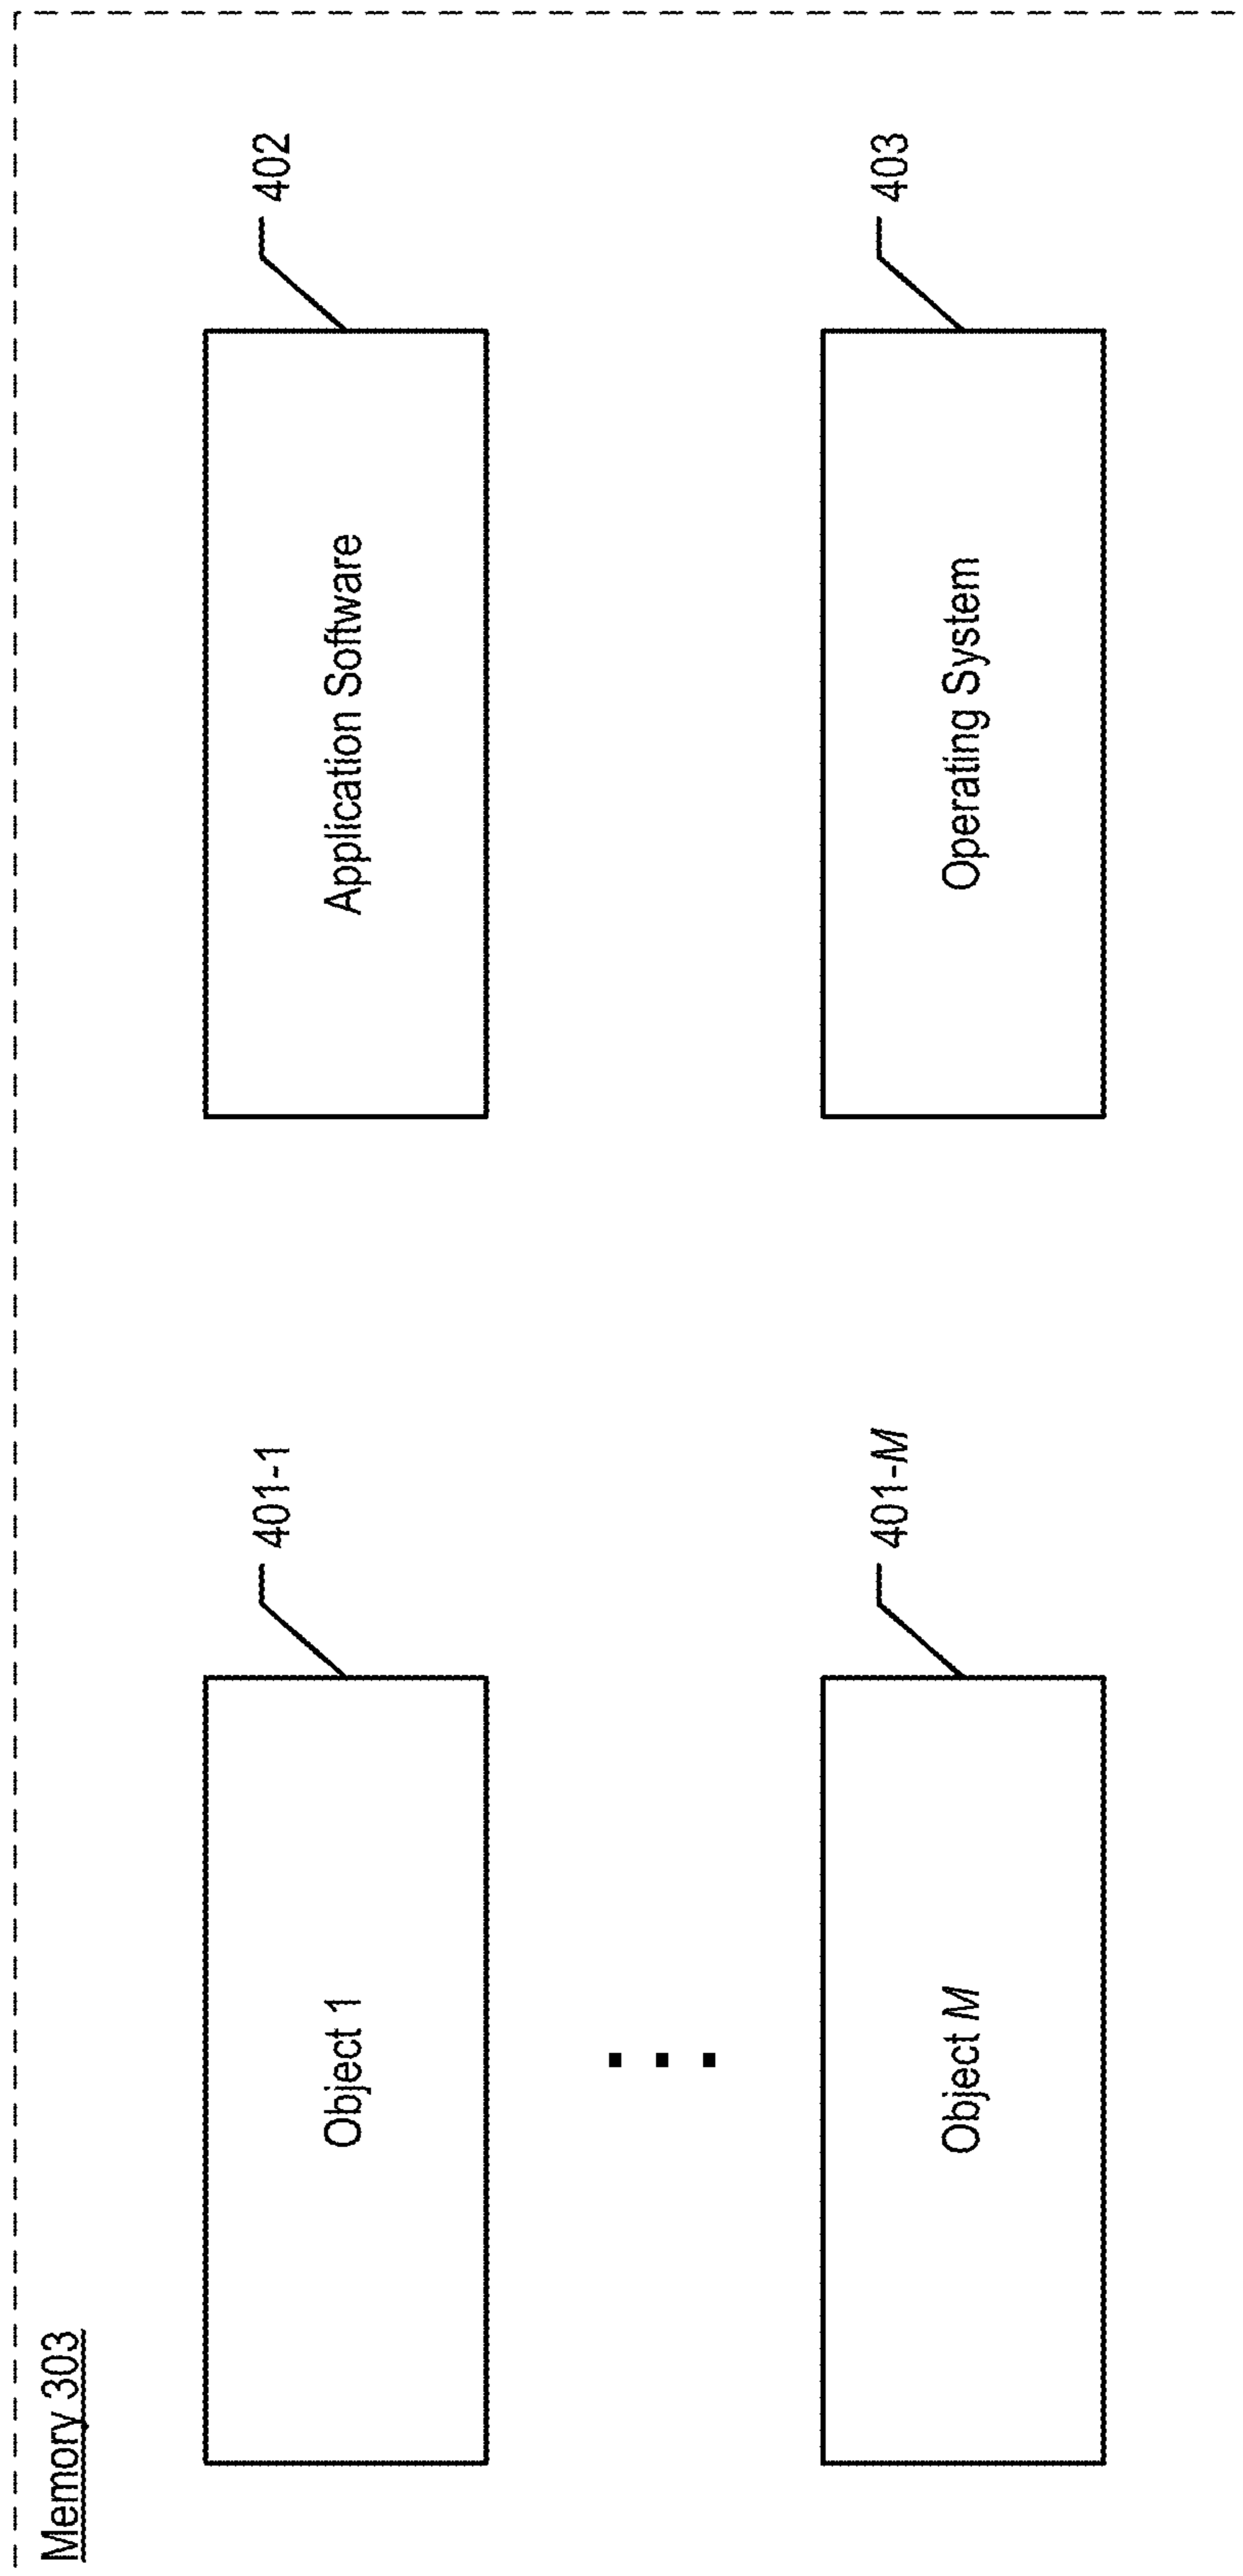 Memory 303
Object 1
401-1
Application Software
402
Object M
401-M
Operating System
403